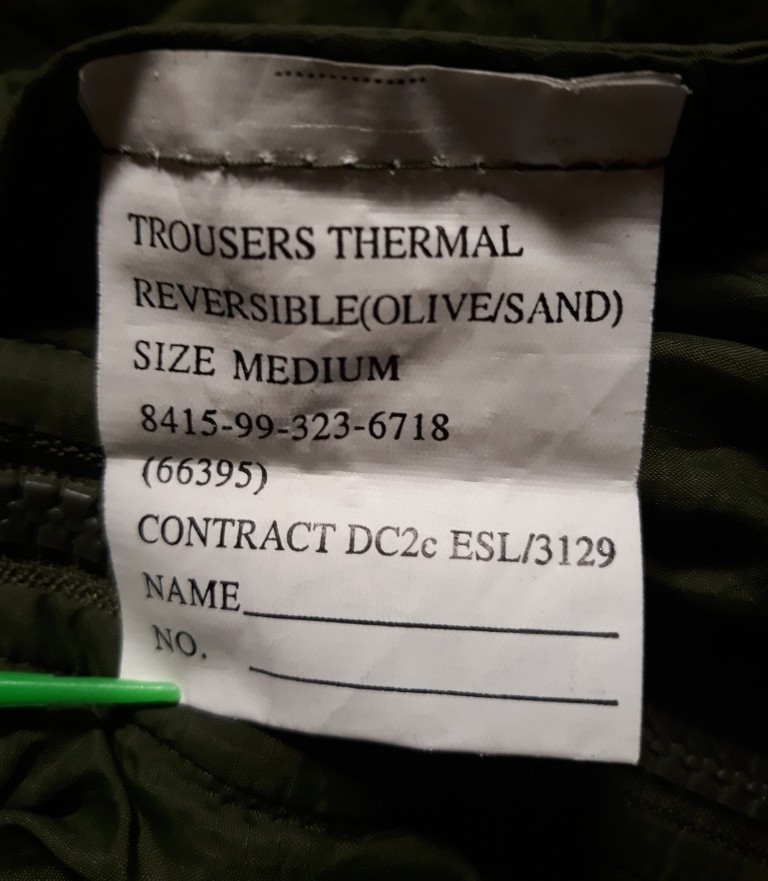 TROUSERS THERMAL
REVERSIBLE(OLIVE/SAND)
SIZE MEDIUM
8415-99-323-6718
(66395)
CONTRACT DC2c ESL/3129
NAME
NO.